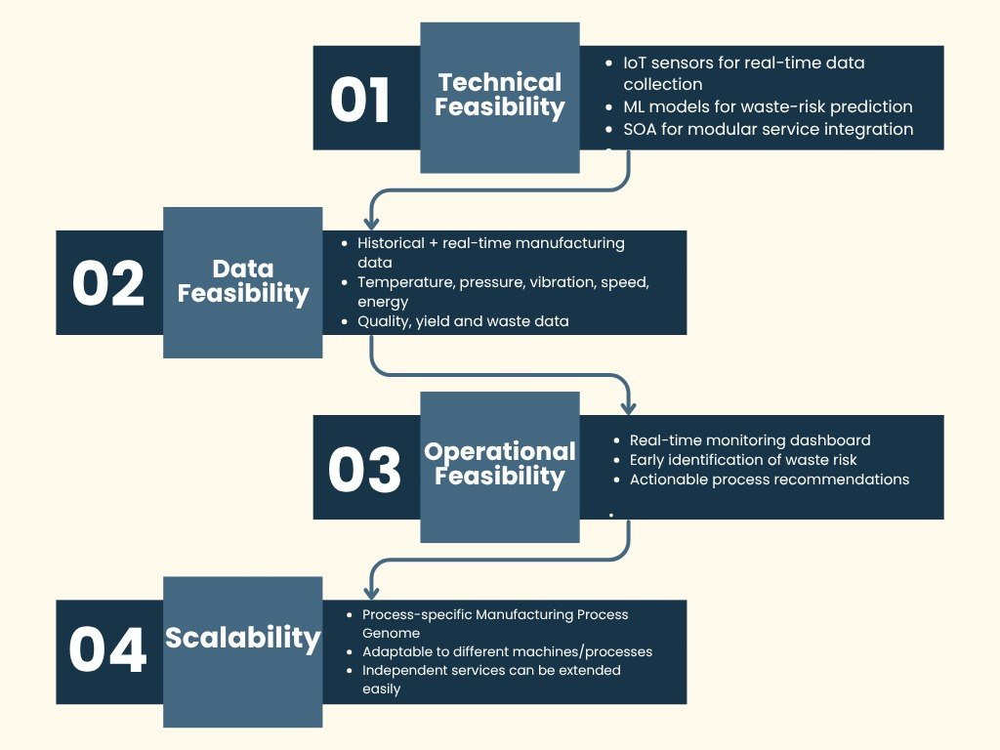 01
Technical
Feasibility
• IoT sensors for real-time data
collection
• ML models for waste-risk prediction
• SOA for modular service integration
•
02
Data
Feasibility
• Historical + real-time manufacturing
data
• Temperature, pressure, vibration, speed,
energy
• Quality, yield and waste data
03
Operational
Feasibility
• Real-time monitoring dashboard
• Early identification of waste risk
• Actionable process recommendations
•
04
Scalability
• Process-specific Manufacturing Process
Genome
• Adaptable to different machines/processes
• Independent services can be extended
easily